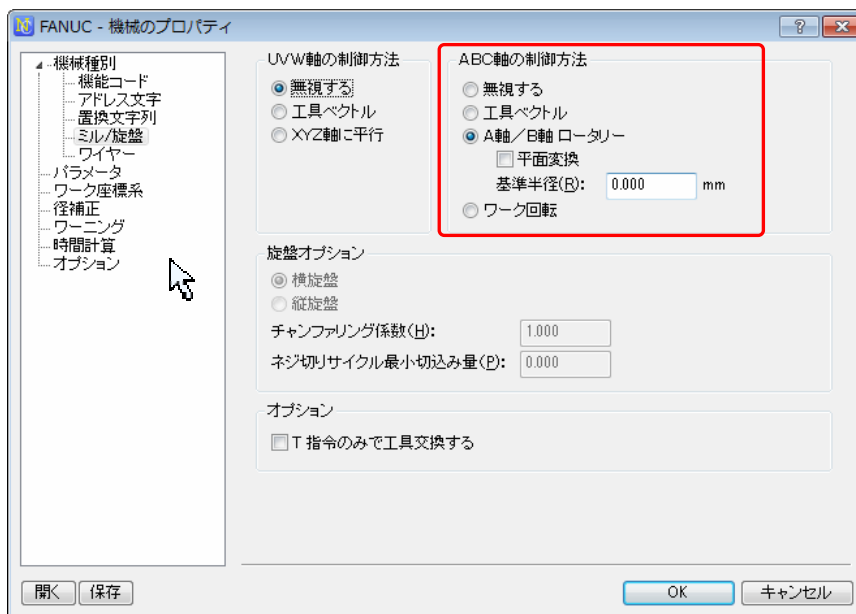 FANUC - 機械のプロパティ
機械種別
機能コード
アドレス文字
置換文字列
ミル/旋盤
ワイヤー
パラメータ
ワーク座標系
径補正
ワーニング
時間計算
オプション
UVW軸の制御方法
無視する
工具ベクトル
XYZ軸に平行
ABC軸の制御方法
無視する
工具ベクトル
A軸/B軸 ロータリー
平面変換
基準半径(R): 0.000 mm
ワーク回転
旋盤オプション
横旋盤
縦旋盤
チャンファリング係数(H): 1.000
ネジ切りサイクル最小切込み量(P): 0.000
オプション
T 指令のみで工具交換する
開く 保存 OK キャンセル